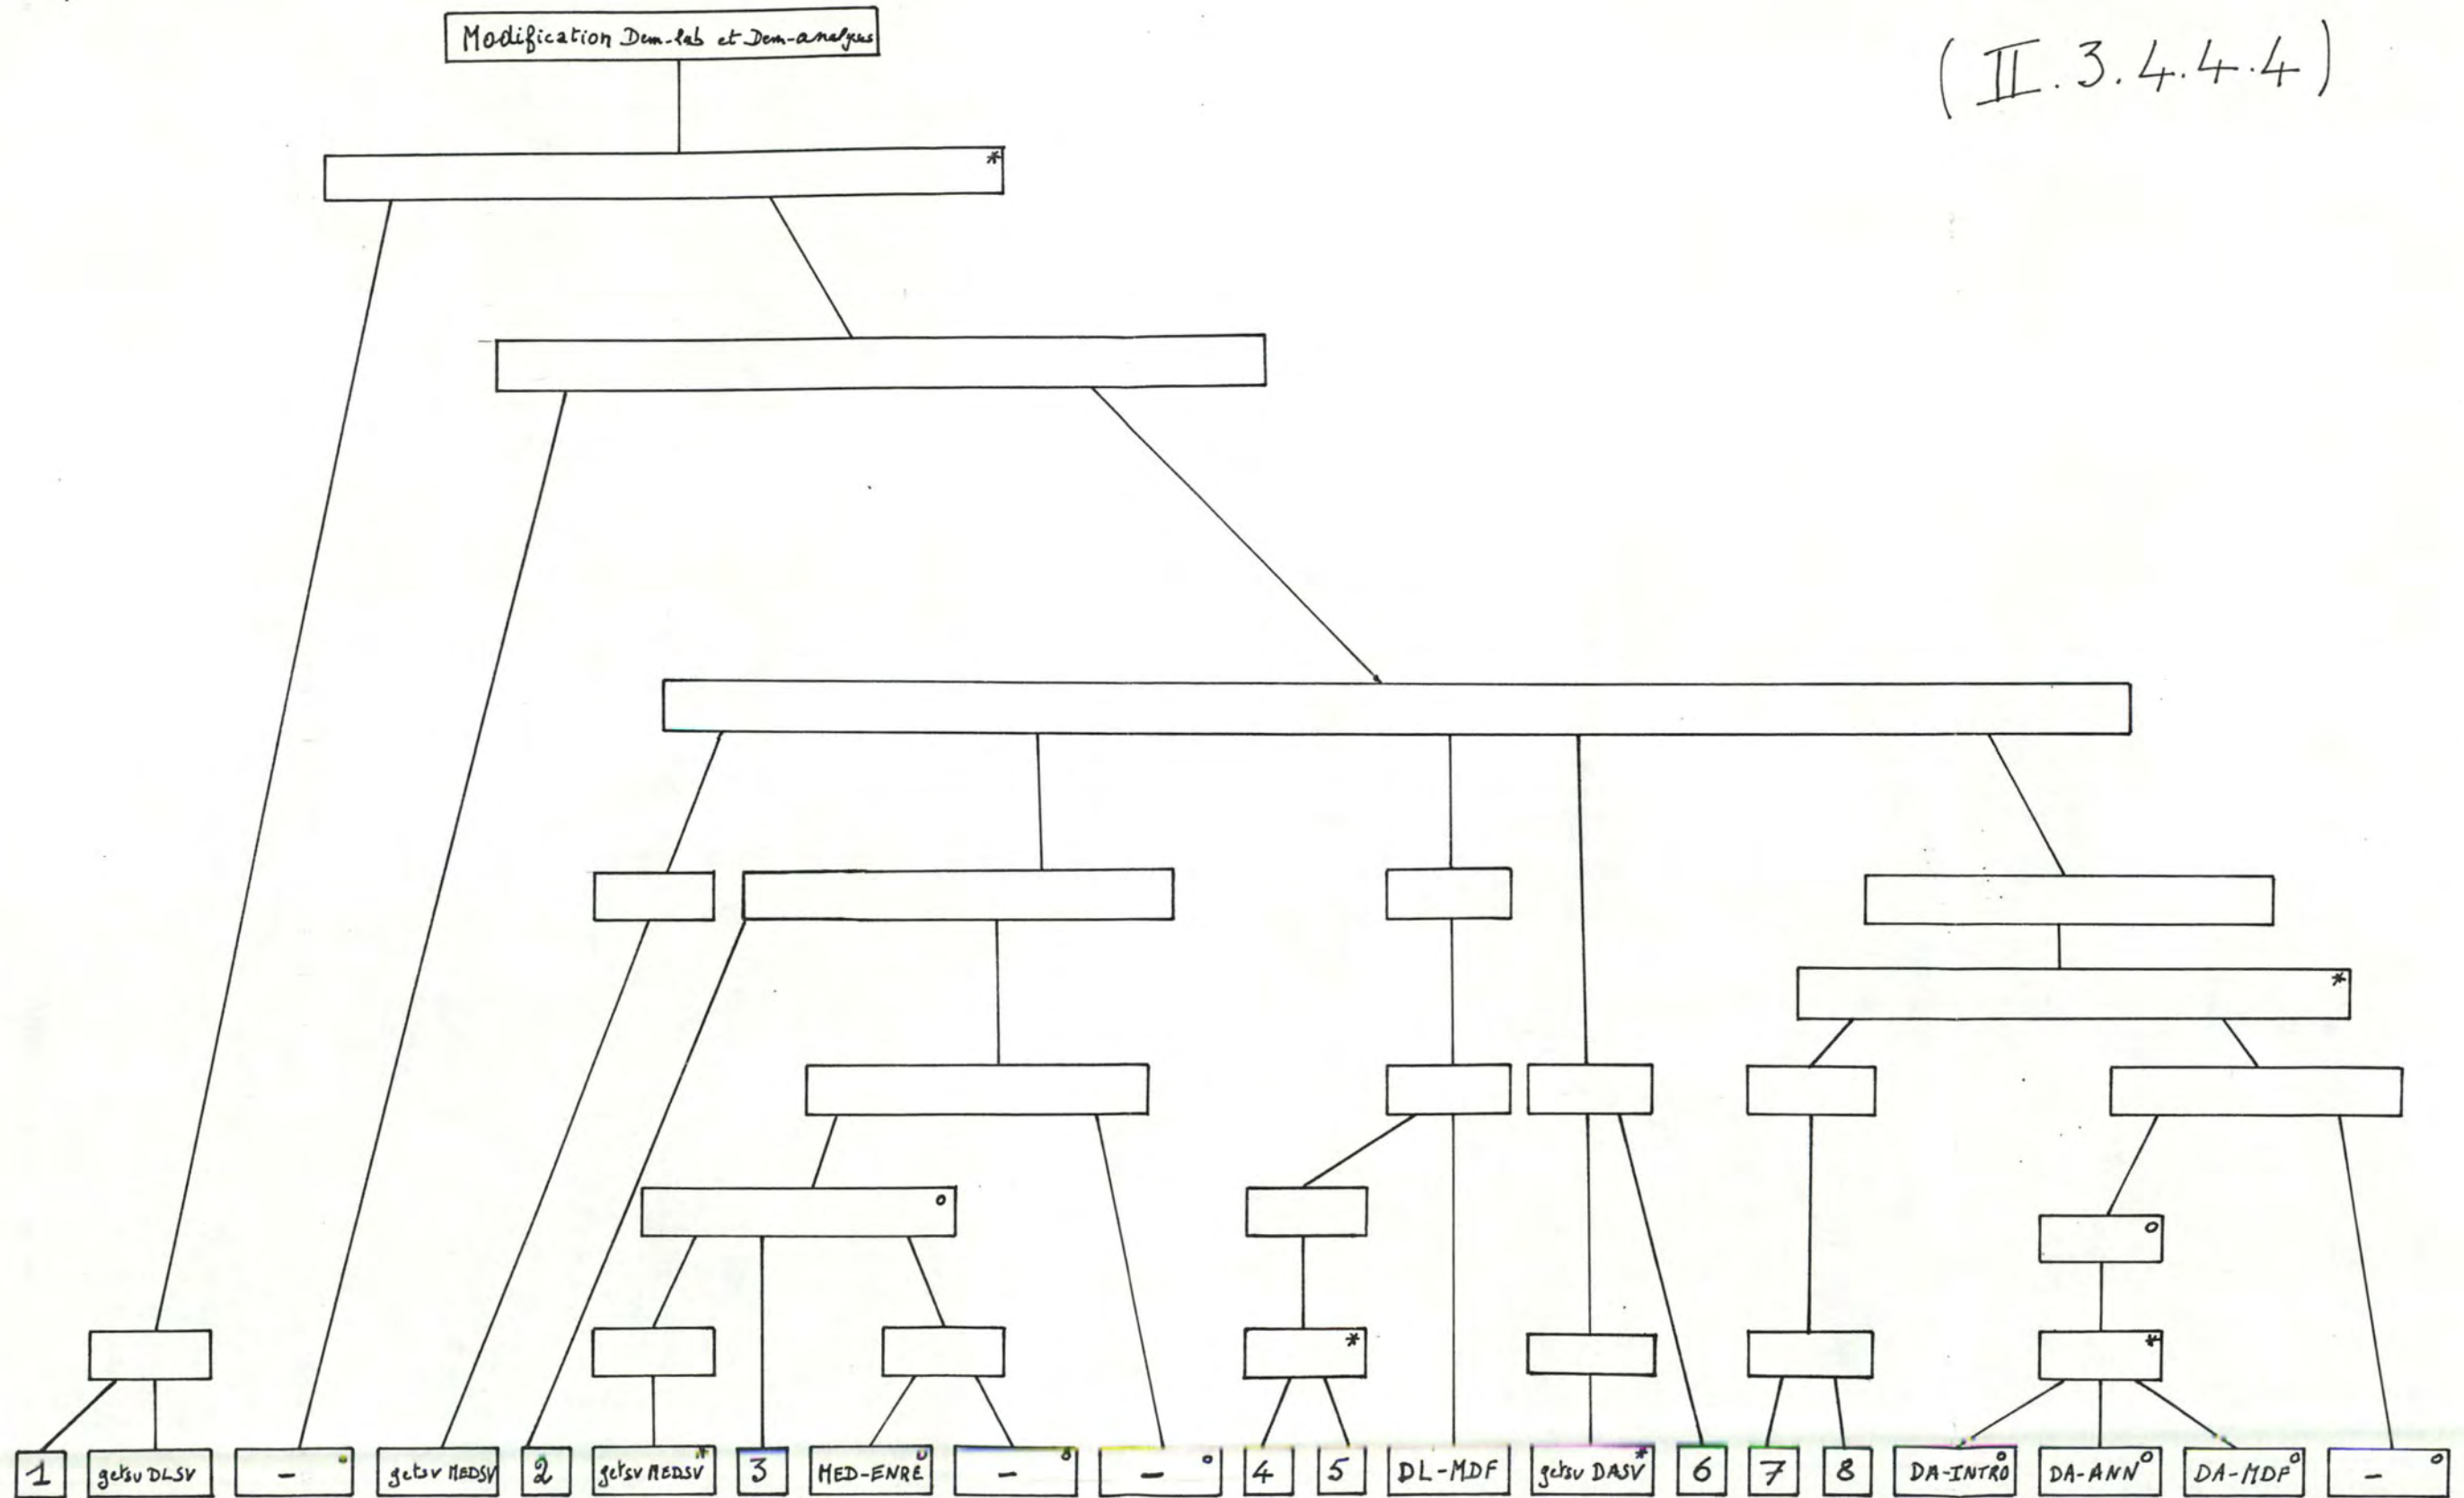 Modification Dem-lab et Dem-analyses
(II.3.4.4.4)
*
*
o
o
*
*
1
getsv DLSV
- o
getsv MEDSV
2
getsv MEDSV *
3
MED-ENRE o
- o
- o
4
5
DL-MDF
getsv DASV *
6
7
8
DA-INTRO o
DA-ANN o
DA-MDF o
- o